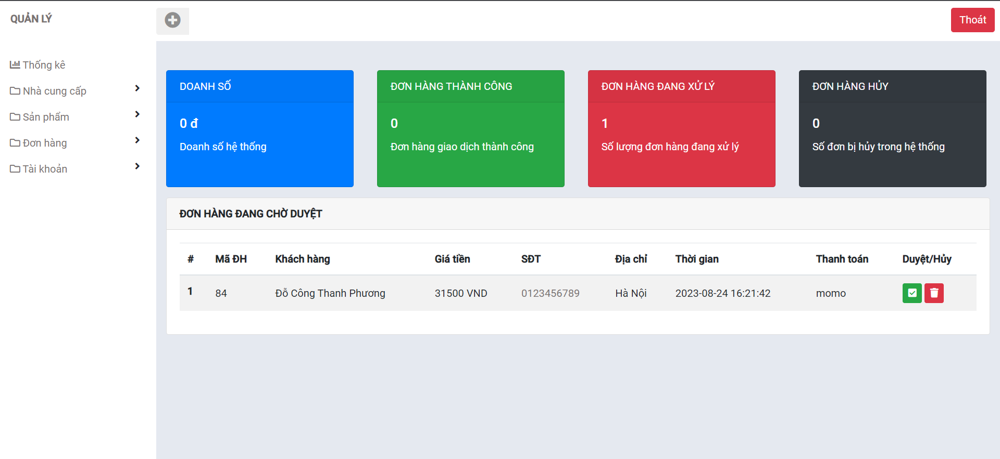 QUẢN LÝ
Thoát
Thống kê
Nhà cung cấp
Sản phẩm
Đơn hàng
Tài khoản
DOANH SỐ
0 đ
Doanh số hệ thống
ĐƠN HÀNG THÀNH CÔNG
0
Đơn hàng giao dịch thành công
ĐƠN HÀNG ĐANG XỬ LÝ
1
Số lượng đơn hàng đang xử lý
ĐƠN HÀNG HỦY
0
Số đơn bị hủy trong hệ thống
ĐƠN HÀNG ĐANG CHỜ DUYỆT
# Mã ĐH Khách hàng Giá tiền SĐT Địa chỉ Thời gian Thanh toán Duyệt/Hủy
1 84 Đỗ Công Thanh Phương 31500 VND 0123456789 Hà Nội 2023-08-24 16:21:42 momo